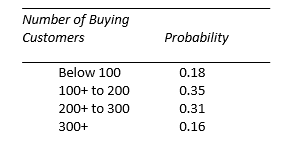 Number of Buying
Customers Probability
Below 100 0.18
100+ to 200 0.35
200+ to 300 0.31
300+ 0.16